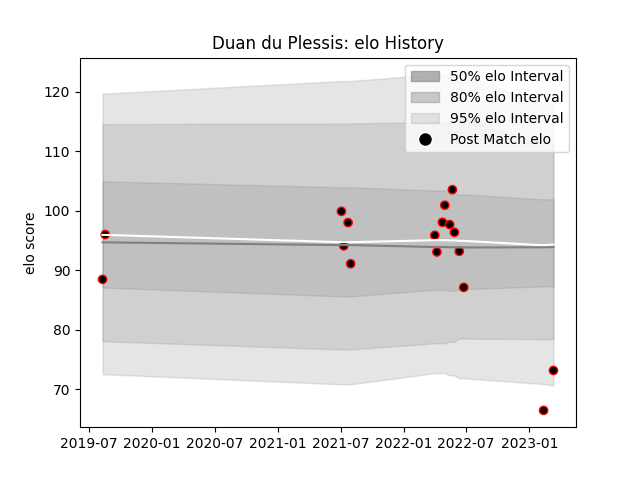 Duan du Plessis: elo History
50% elo Interval
80% elo Interval
95% elo Interval
Post Match elo
elo score
120
110
100
90
80
70
2019-07 2020-01 2020-07 2021-01 2021-07 2022-01 2022-07 2023-01